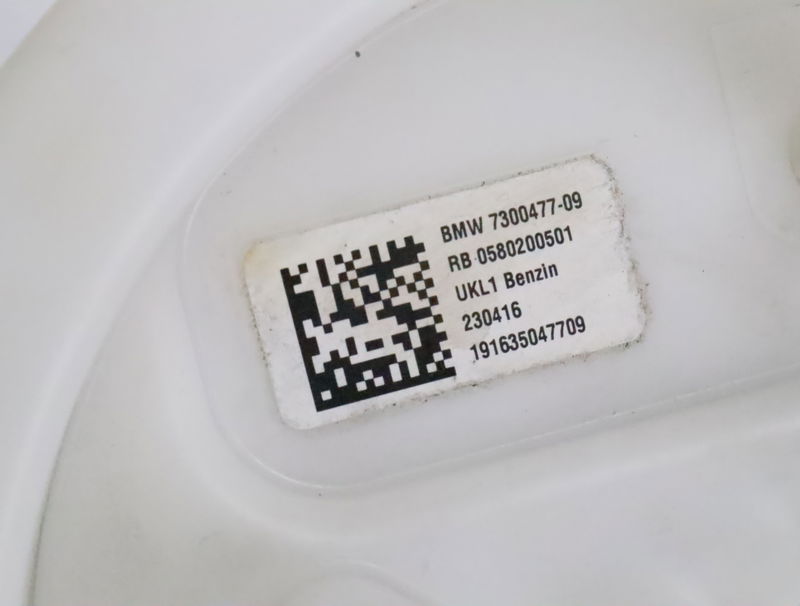 BMW 7300477-09
RB 0580200501
UKL1 Benzin
230416
191635047709